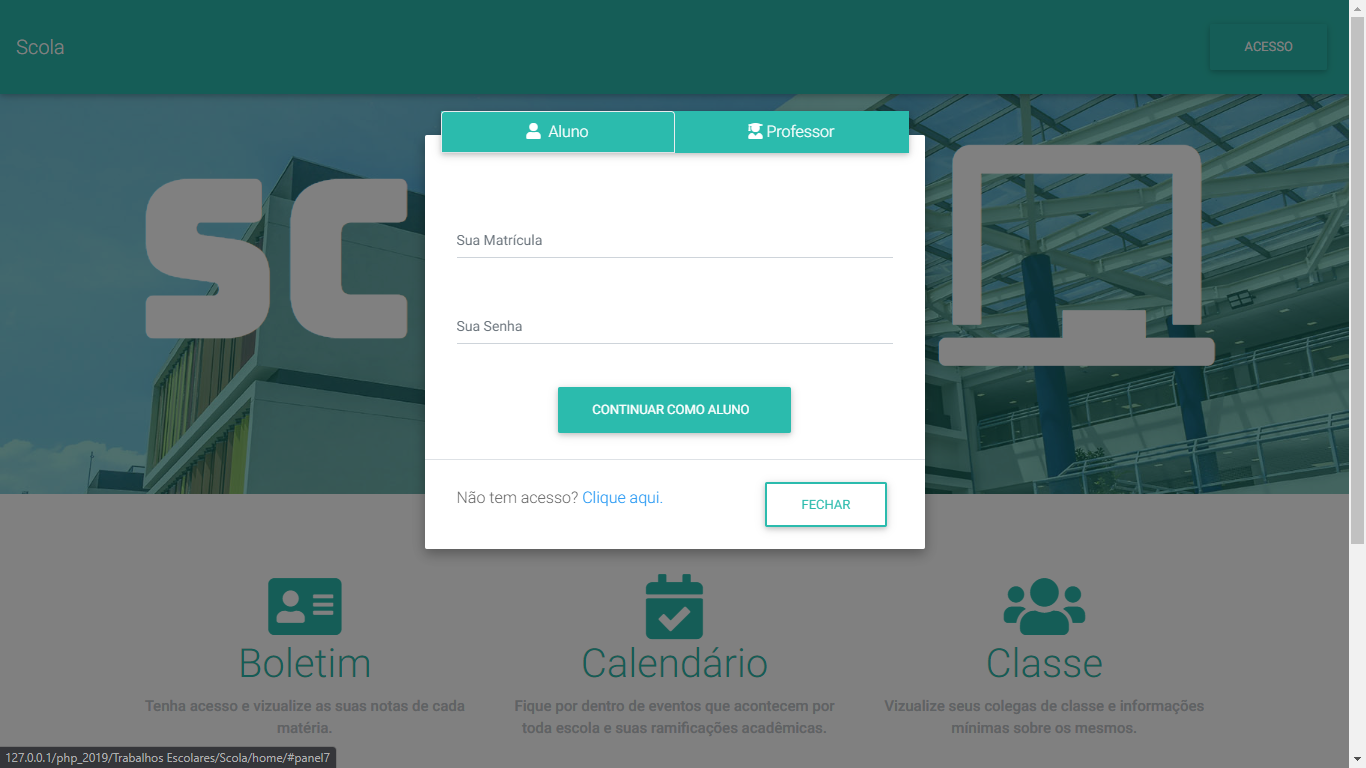 Scola
ACESSO
Aluno
Professor
SC
Sua Matrícula
Sua Senha
CONTINUAR COMO ALUNO
Não tem acesso? Clique aqui.
FECHAR
Boletim
Tenha acesso e vizualize as suas notas de cada
matéria.
Calendário
Fique por dentro de eventos que acontecem por
toda escola e suas ramificações acadêmicas.
Classe
Vizualize seus colegas de classe e informações
mínimas sobre os mesmos.
127.0.0.1/php_2019/Trabalhos Escolares/Scola/home/#panel7